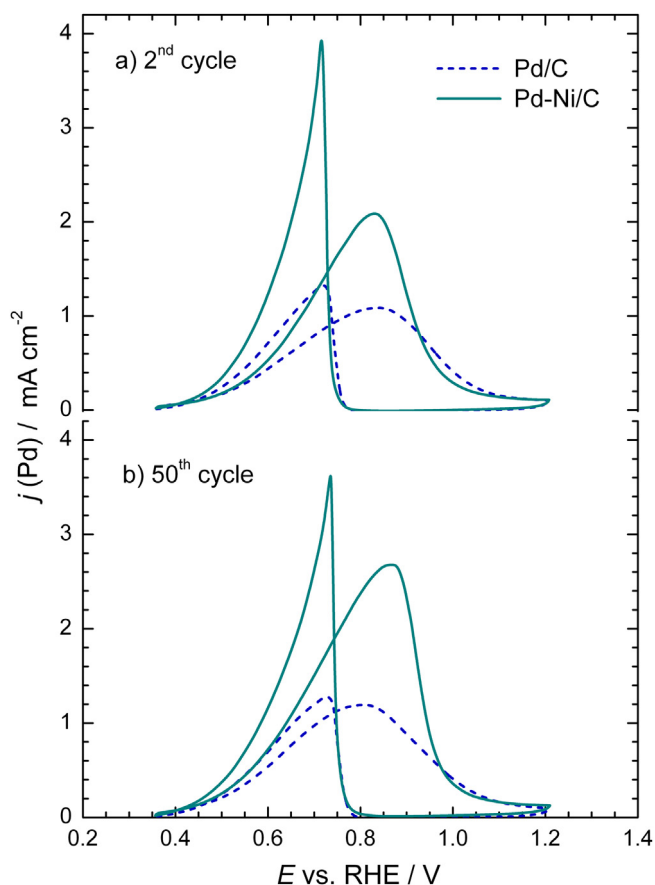 a) 2nd cycle
Pd/C
Pd-Ni/C
4
3
2
1
0
j (Pd) / mA cm-2
b) 50th cycle
4
3
2
1
0
0.2 0.4 0.6 0.8 1.0 1.2 1.4
E vs. RHE / V